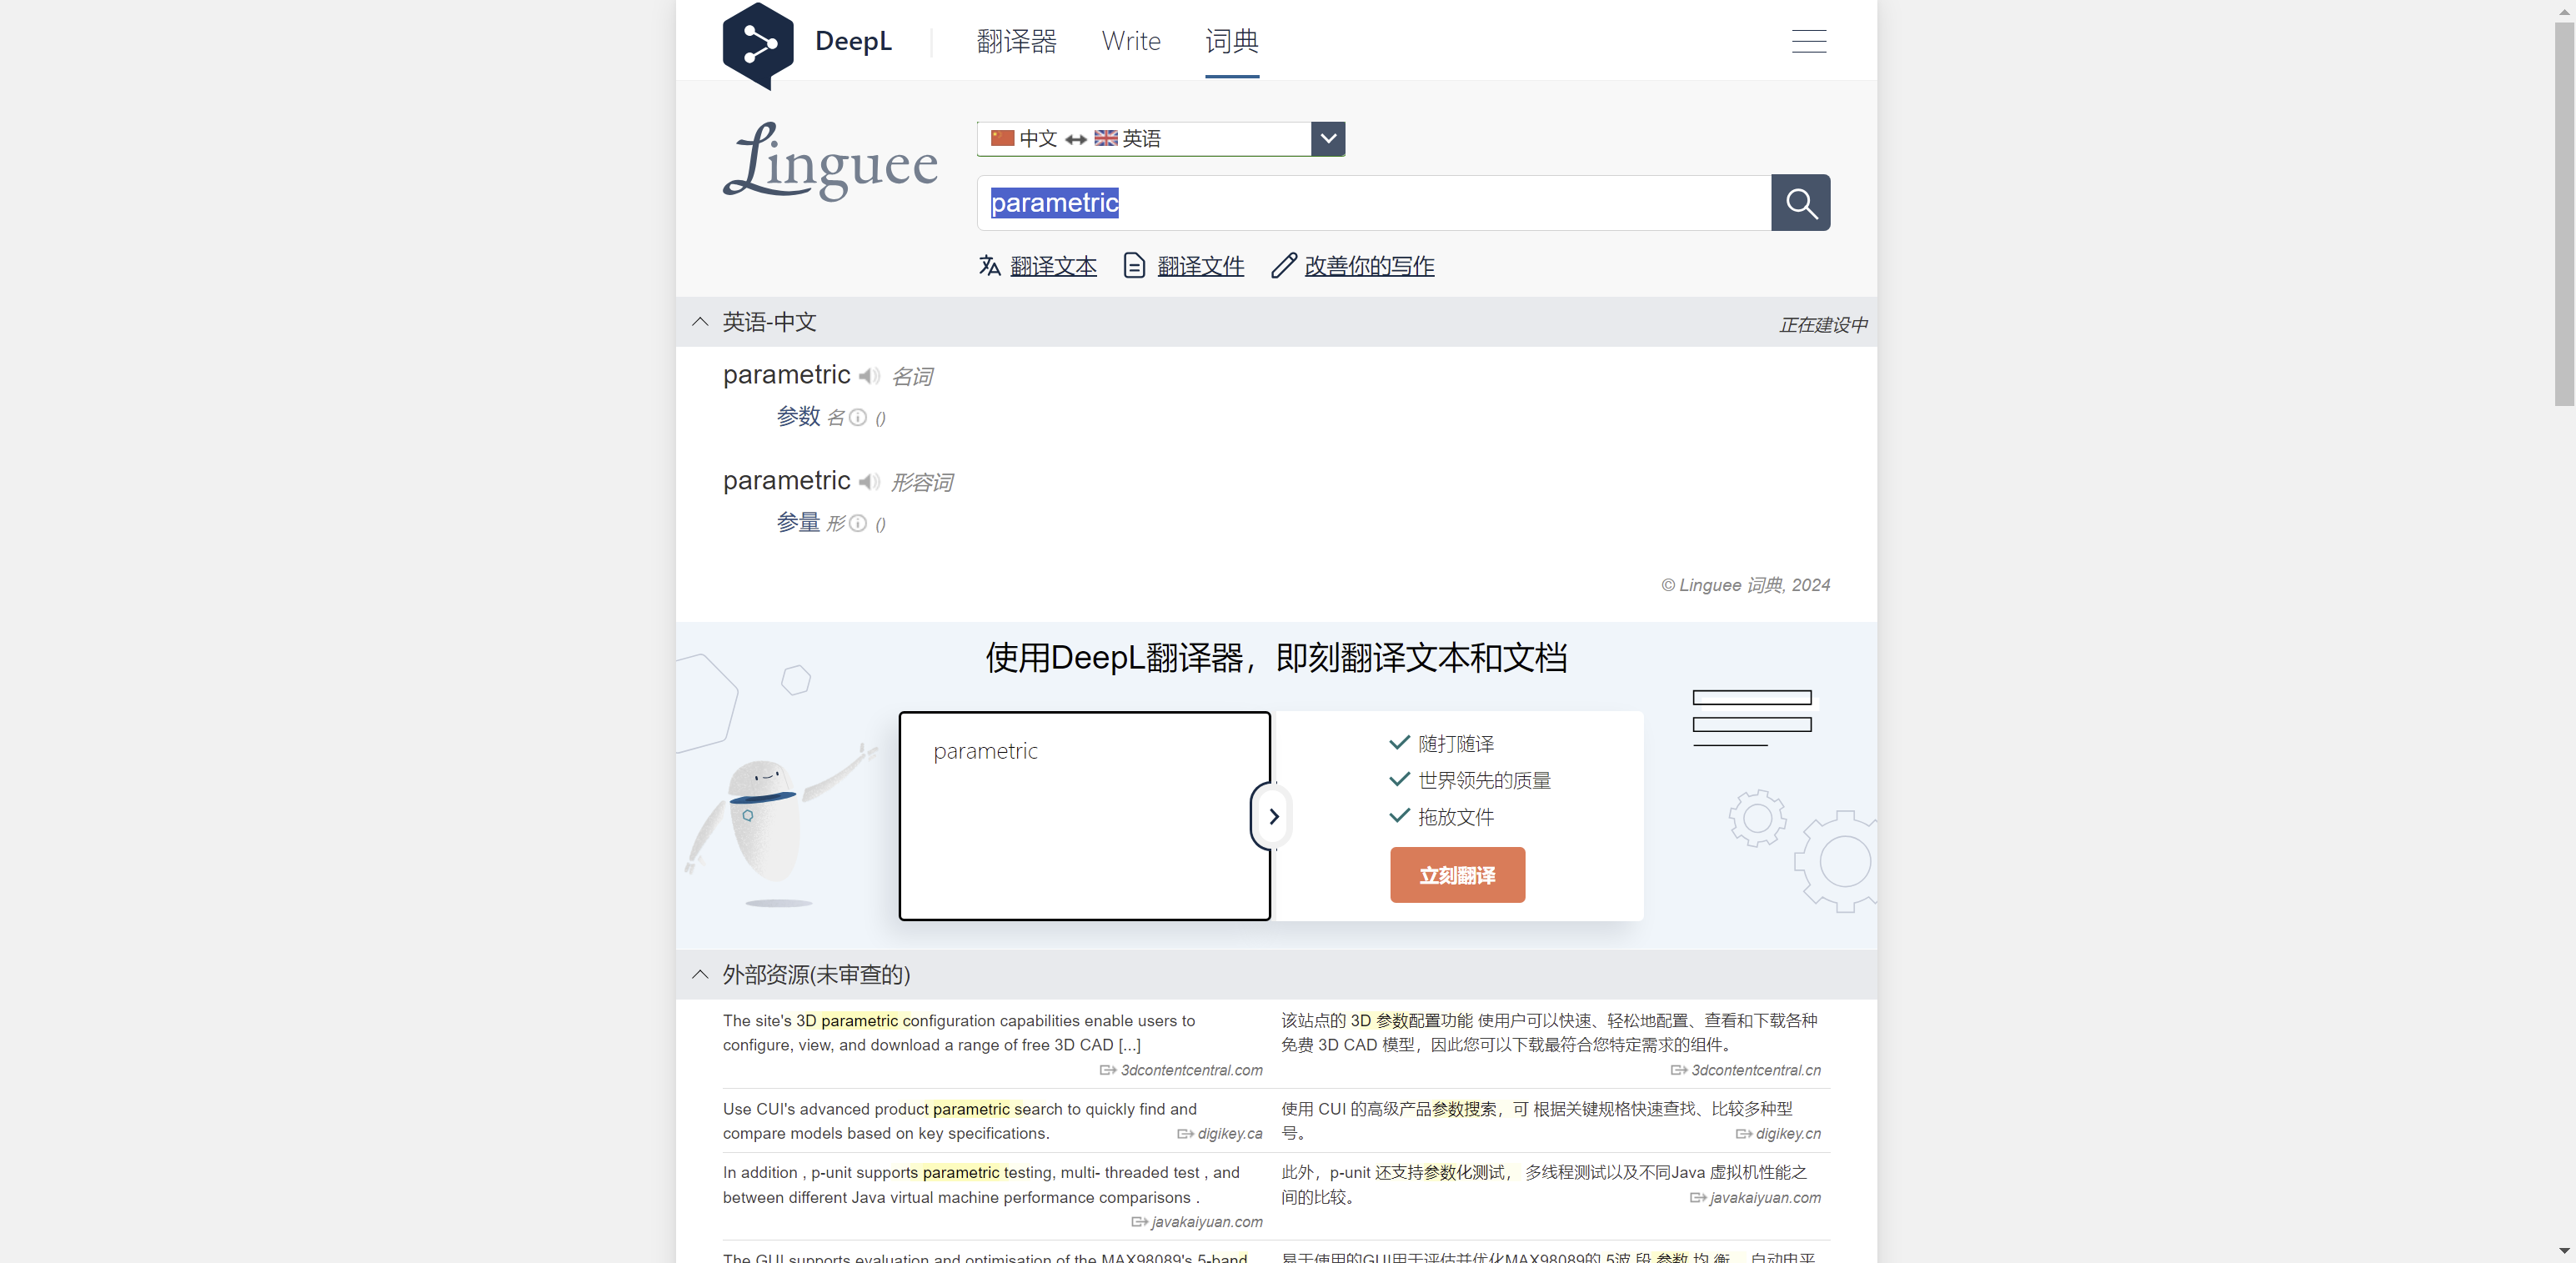 DeepL
翻译器
Write
词典
Linguee
中文 ⟷ 英语
parametric
翻译文本
翻译文件
改善你的写作
英语-中文
正在建设中
parametric 名词
参数 名 ()
parametric 形容词
参量 形 ()
© Linguee 词典, 2024
使用DeepL翻译器，即刻翻译文本和文档
parametric
随打随译
世界领先的质量
拖放文件
立刻翻译
外部资源(未审查的)
The site's 3D parametric configuration capabilities enable users to
configure, view, and download a range of free 3D CAD [...]
3dcontentcentral.com
该站点的 3D 参数配置功能 使用户可以快速、轻松地配置、查看和下载各种
免费 3D CAD 模型，因此您可以下载最符合您特定需求的组件。
3dcontentcentral.cn
Use CUI's advanced product parametric search to quickly find and
compare models based on key specifications.
digikey.ca
使用 CUI 的高级产品参数搜索，可 根据关键规格快速查找、比较多种型
号。
digikey.cn
In addition , p-unit supports parametric testing, multi- threaded test , and
between different Java virtual machine performance comparisons .
javakaiyuan.com
此外，p-unit 还支持参数化测试， 多线程测试以及不同Java 虚拟机性能之
间的比较。
javakaiyuan.com
The GUI supports evaluation and optimisation of the MAX98089's 5-band
易于使用的GUI用于评估并优化MAX98089的 5波 段 参数 均 衡、 自动电平